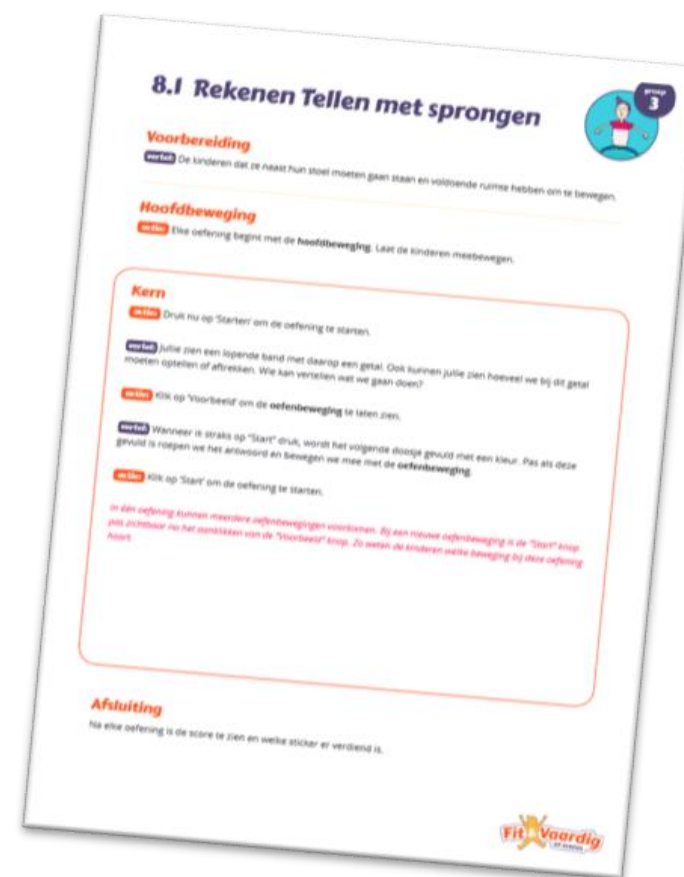 8.1 Rekenen Tellen met sprongen
groep
3
Voorbereiding
vertel: De kinderen dat ze naast hun stoel moeten gaan staan en voldoende ruimte hebben om te bewegen.
Hoofdbeweging
actie: Elke oefening begint met de hoofdbeweging. Laat de kinderen meebewegen.
Kern
actie: Druk nu op 'Starten' om de oefening te starten.
vertel: Jullie zien een lopende band met daarop een getal. Ook kunnen jullie zien hoeveel we bij dit getal
moeten optellen of aftrekken. Wie kan vertellen wat we gaan doen?
actie: Klik op 'Voorbeeld' om de oefenbeweging te laten zien.
vertel: Wanneer ik straks op "Start" druk, wordt het volgende doosje gevuld met een kleur. Pas als deze
gevuld is roepen we het antwoord en bewegen we mee met de oefenbeweging.
actie: Klik op 'Start' om de oefening te starten.
In één oefening kunnen meerdere oefenbewegingen voorkomen. Bij een nieuwe oefenbeweging is de "Start" knop
pas zichtbaar na het aanklikken van de "Voorbeeld" knop. Zo weten de kinderen welke beweging bij deze oefening
hoort.
Afsluiting
Na elke oefening is de score te zien en welke sticker er verdiend is.
Fit Vaardig